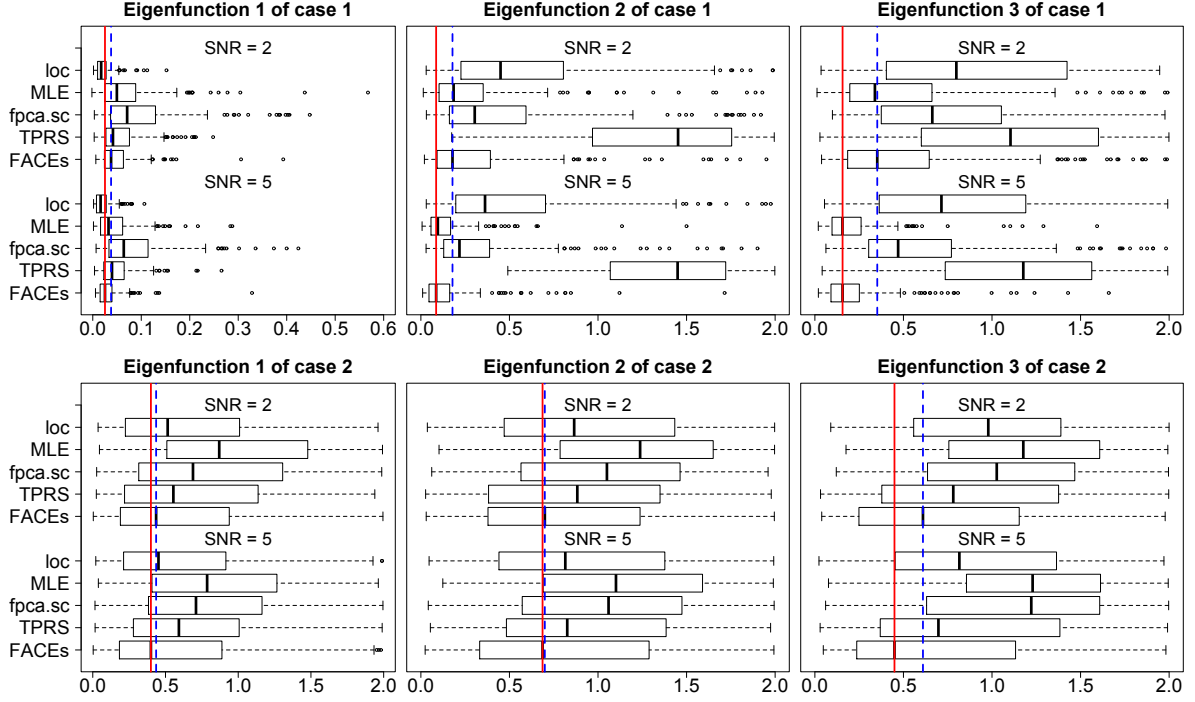 Eigenfunction 1 of case 1
SNR = 2
loc
MLE
fpca.sc
TPRS
FACEs
SNR = 5
loc
MLE
fpca.sc
TPRS
FACEs
0.0 0.1 0.2 0.3 0.4 0.5 0.6
Eigenfunction 2 of case 1
SNR = 2
SNR = 5
0.0 0.5 1.0 1.5 2.0
Eigenfunction 3 of case 1
SNR = 2
SNR = 5
0.0 0.5 1.0 1.5 2.0
Eigenfunction 1 of case 2
SNR = 2
loc
MLE
fpca.sc
TPRS
FACEs
SNR = 5
loc
MLE
fpca.sc
TPRS
FACEs
0.0 0.5 1.0 1.5 2.0
Eigenfunction 2 of case 2
SNR = 2
SNR = 5
0.0 0.5 1.0 1.5 2.0
Eigenfunction 3 of case 2
SNR = 2
SNR = 5
0.0 0.5 1.0 1.5 2.0